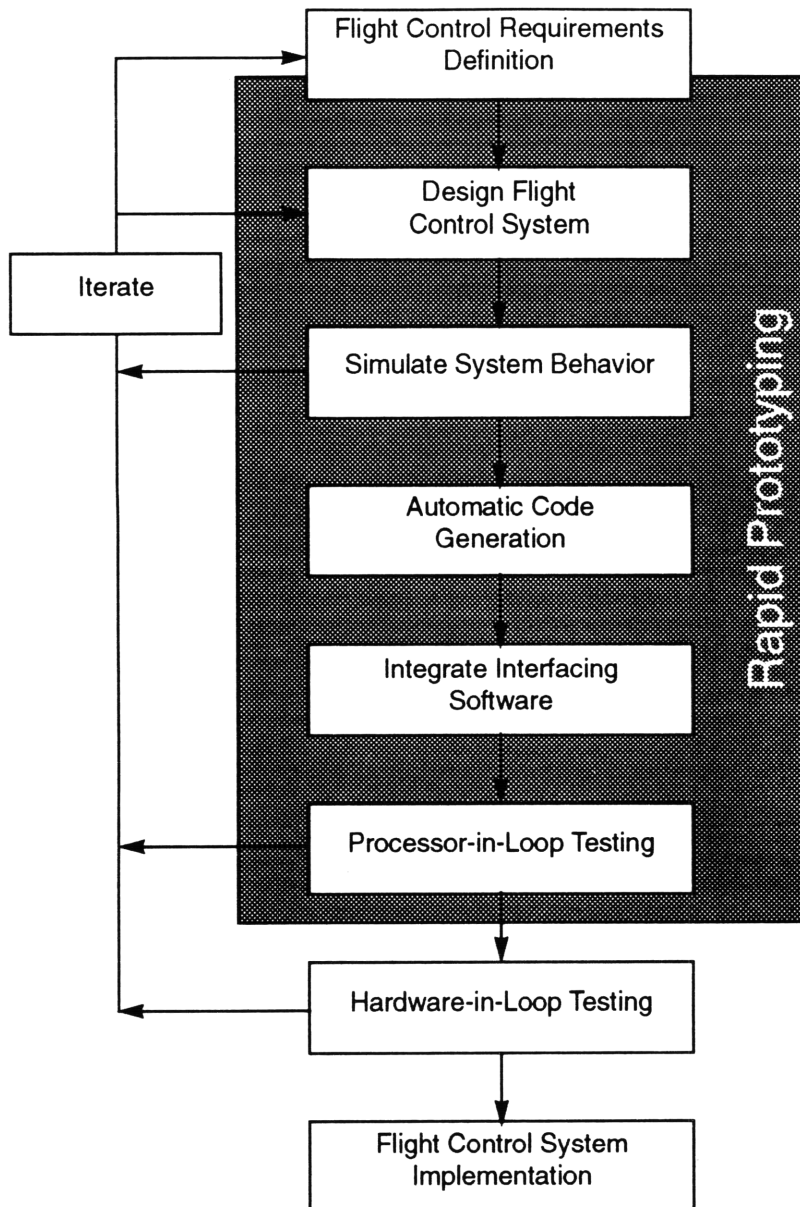 Flight Control Requirements
Definition
Design Flight
Control System
Iterate
Simulate System Behavior
Automatic Code
Generation
Integrate Interfacing
Software
Processor-in-Loop Testing
Hardware-in-Loop Testing
Flight Control System
Implementation
Rapid Prototyping